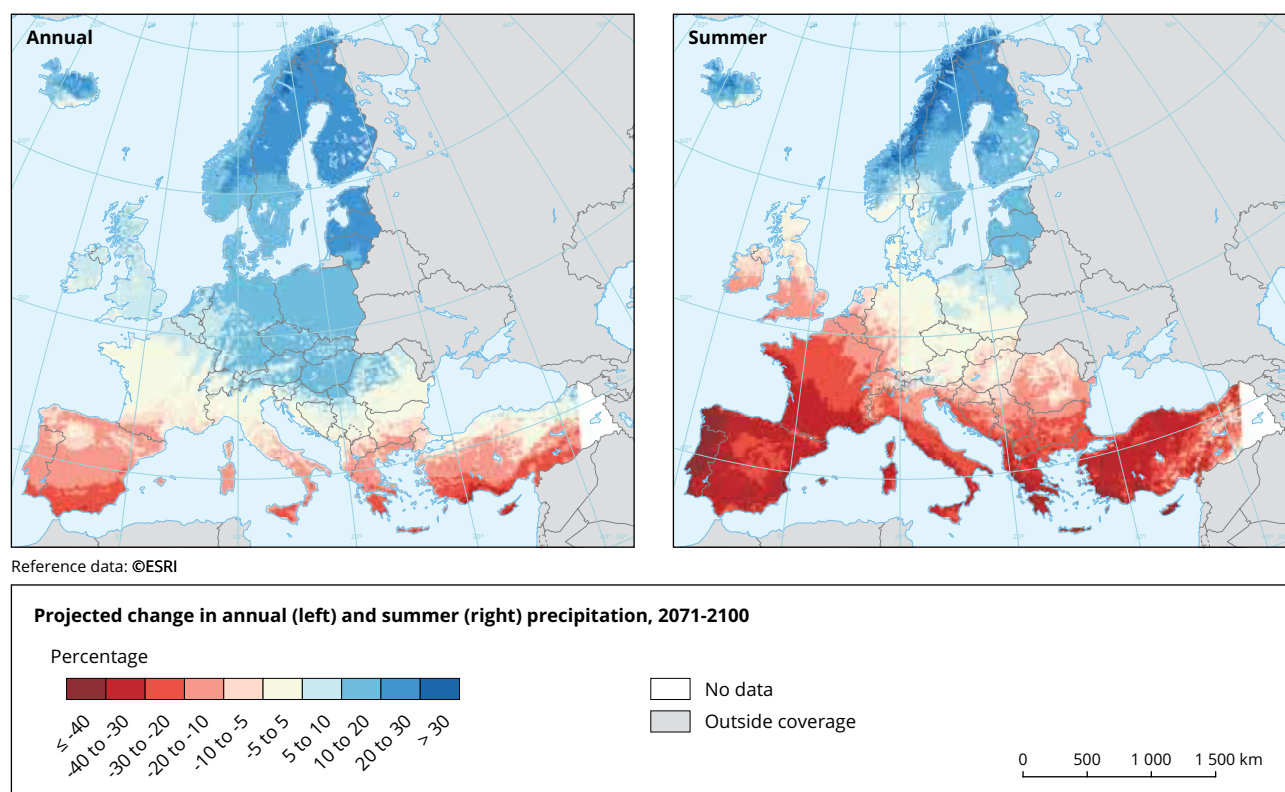 Annual
Summer
Reference data: ©ESRI
Projected change in annual (left) and summer (right) precipitation, 2071-2100
Percentage
≤ -40
-40 to -30
-30 to -20
-20 to -10
-10 to -5
-5 to 5
5 to 10
10 to 20
20 to 30
> 30
No data
Outside coverage
0 500 1 000 1 500 km